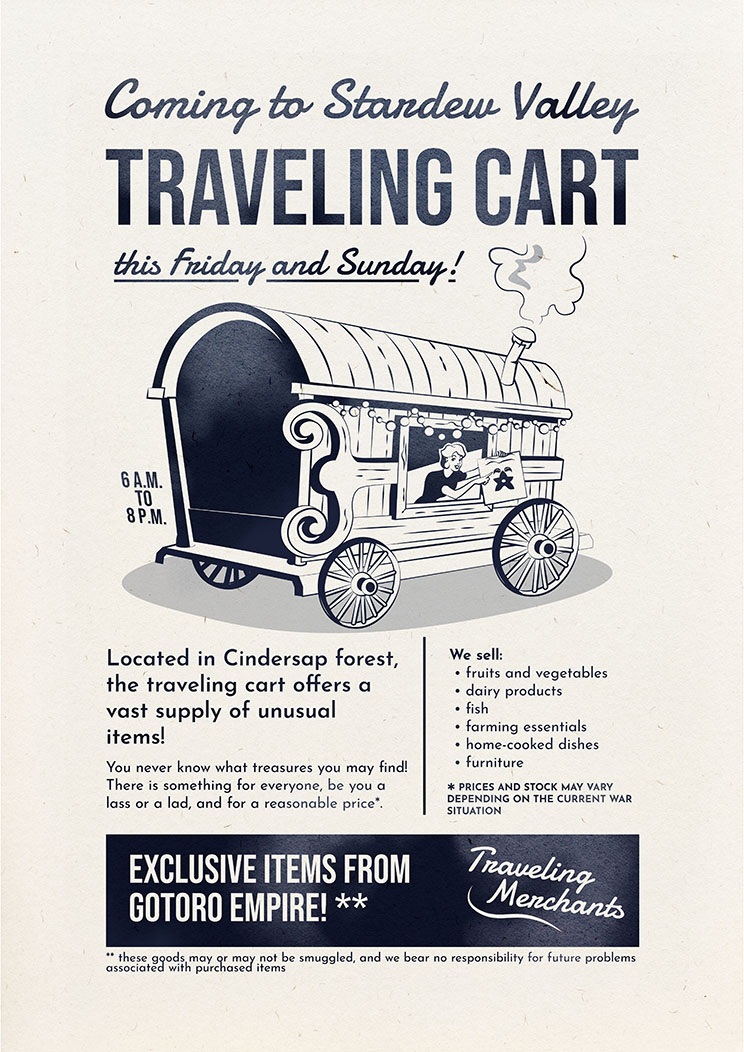 Coming to Stardew Valley
TRAVELING CART
this Friday and Sunday!
6 A.M.
TO
8 P.M.
Located in Cindersap forest,
the traveling cart offers a
vast supply of unusual
items!
You never know what treasures you may find!
There is something for everyone, be you a
lass or a lad, and for a reasonable price*.
We sell:
• fruits and vegetables
• dairy products
• fish
• farming essentials
• home-cooked dishes
• furniture
* PRICES AND STOCK MAY VARY
DEPENDING ON THE CURRENT WAR
SITUATION
EXCLUSIVE ITEMS FROM
GOTORO EMPIRE! **
Traveling
Merchants
** these goods may or may not be smuggled, and we bear no responsibility for future problems
associated with purchased items